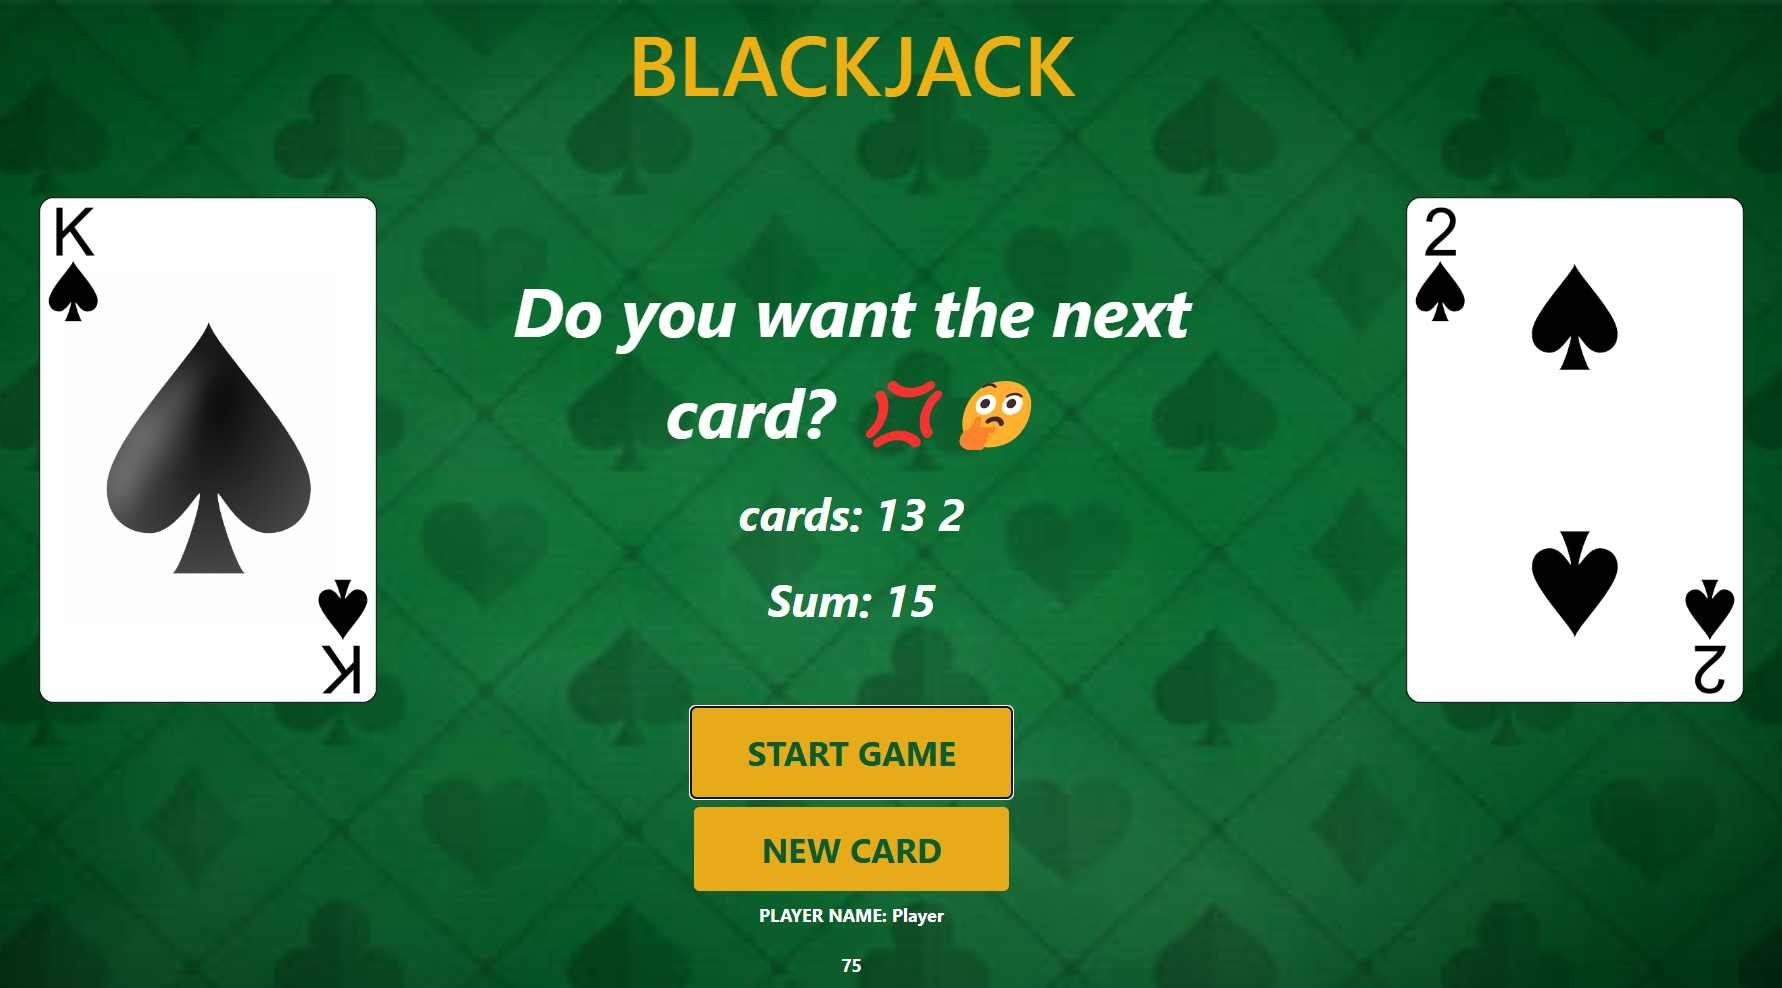 BLACKJACK
K
2
Do you want the next
card? 💢🤔
cards: 13 2
Sum: 15
K
2
START GAME
NEW CARD
PLAYER NAME: Player
75